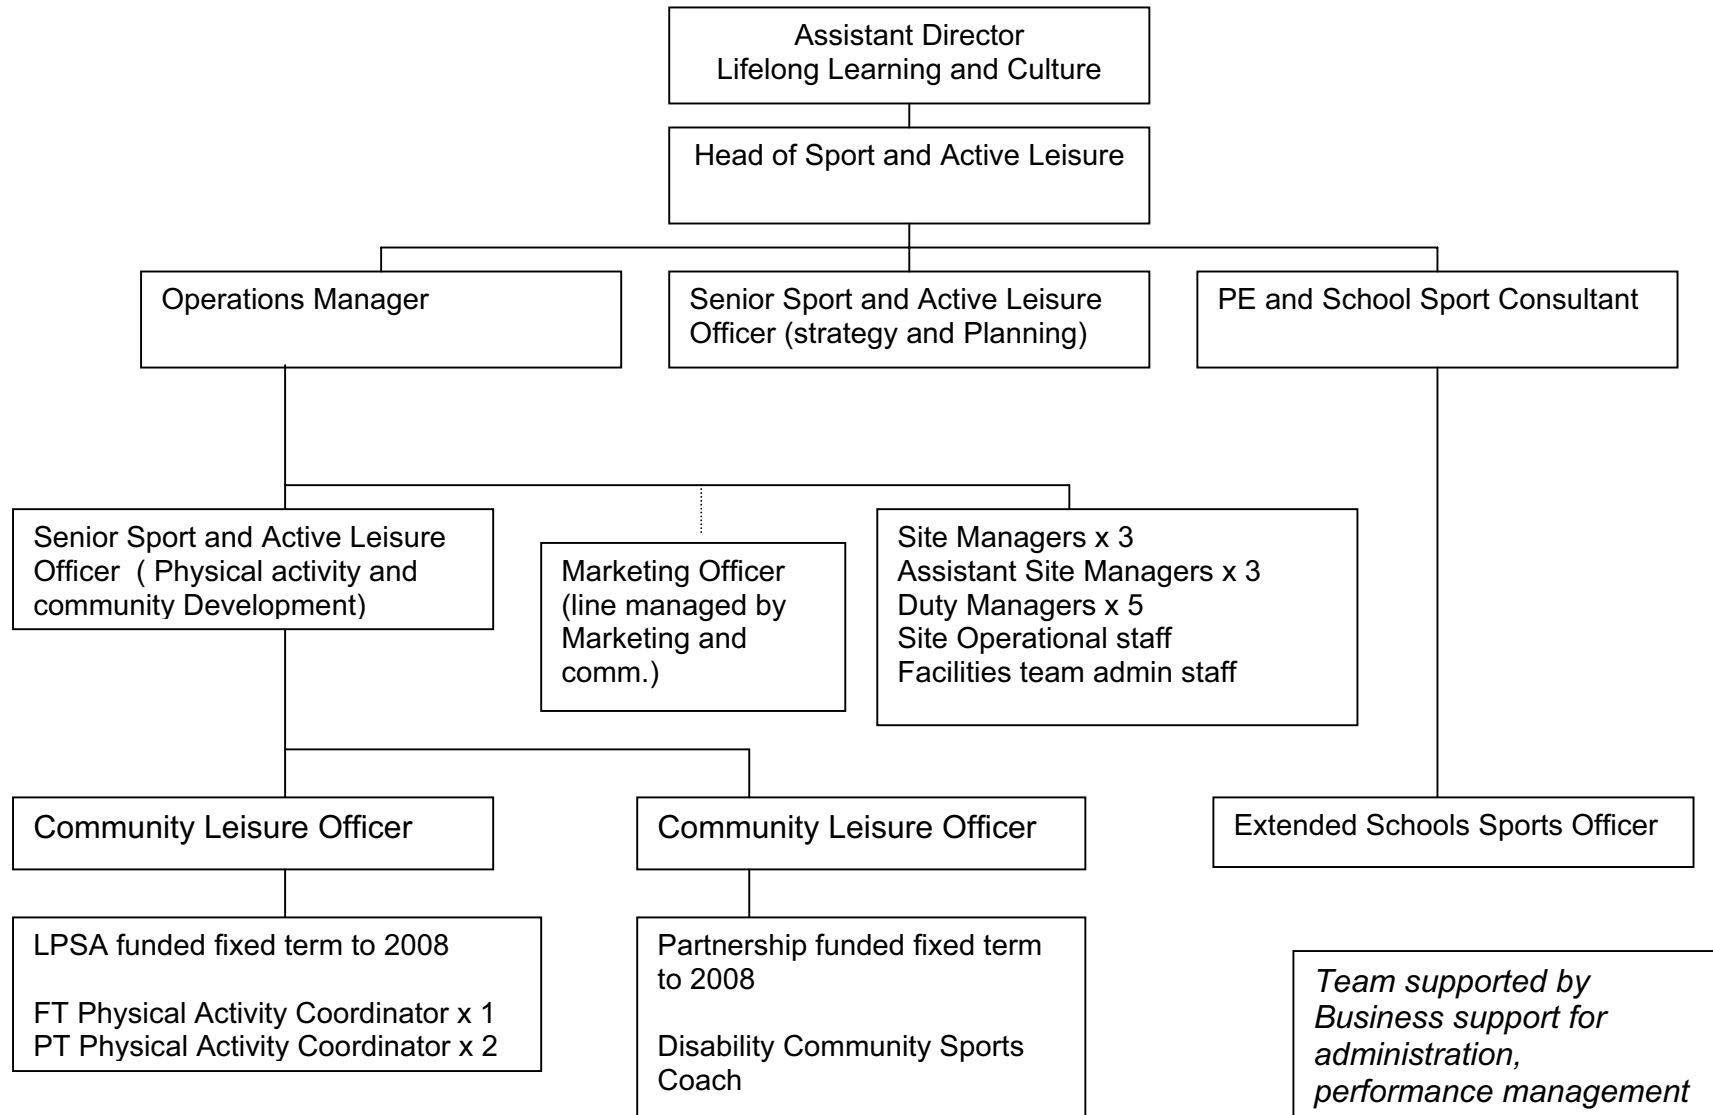 Assistant Director
Lifelong Learning and Culture
Head of Sport and Active Leisure
Operations Manager
Senior Sport and Active Leisure
Officer (strategy and Planning)
PE and School Sport Consultant
Senior Sport and Active Leisure
Officer ( Physical activity and
community Development)
Marketing Officer
(line managed by
Marketing and
comm.)
Site Managers x 3
Assistant Site Managers x 3
Duty Managers x 5
Site Operational staff
Facilities team admin staff
Community Leisure Officer
Community Leisure Officer
Extended Schools Sports Officer
LPSA funded fixed term to 2008
FT Physical Activity Coordinator x 1
PT Physical Activity Coordinator x 2
Partnership funded fixed term
to 2008
Disability Community Sports
Coach
Team supported by
Business support for
administration,
performance management